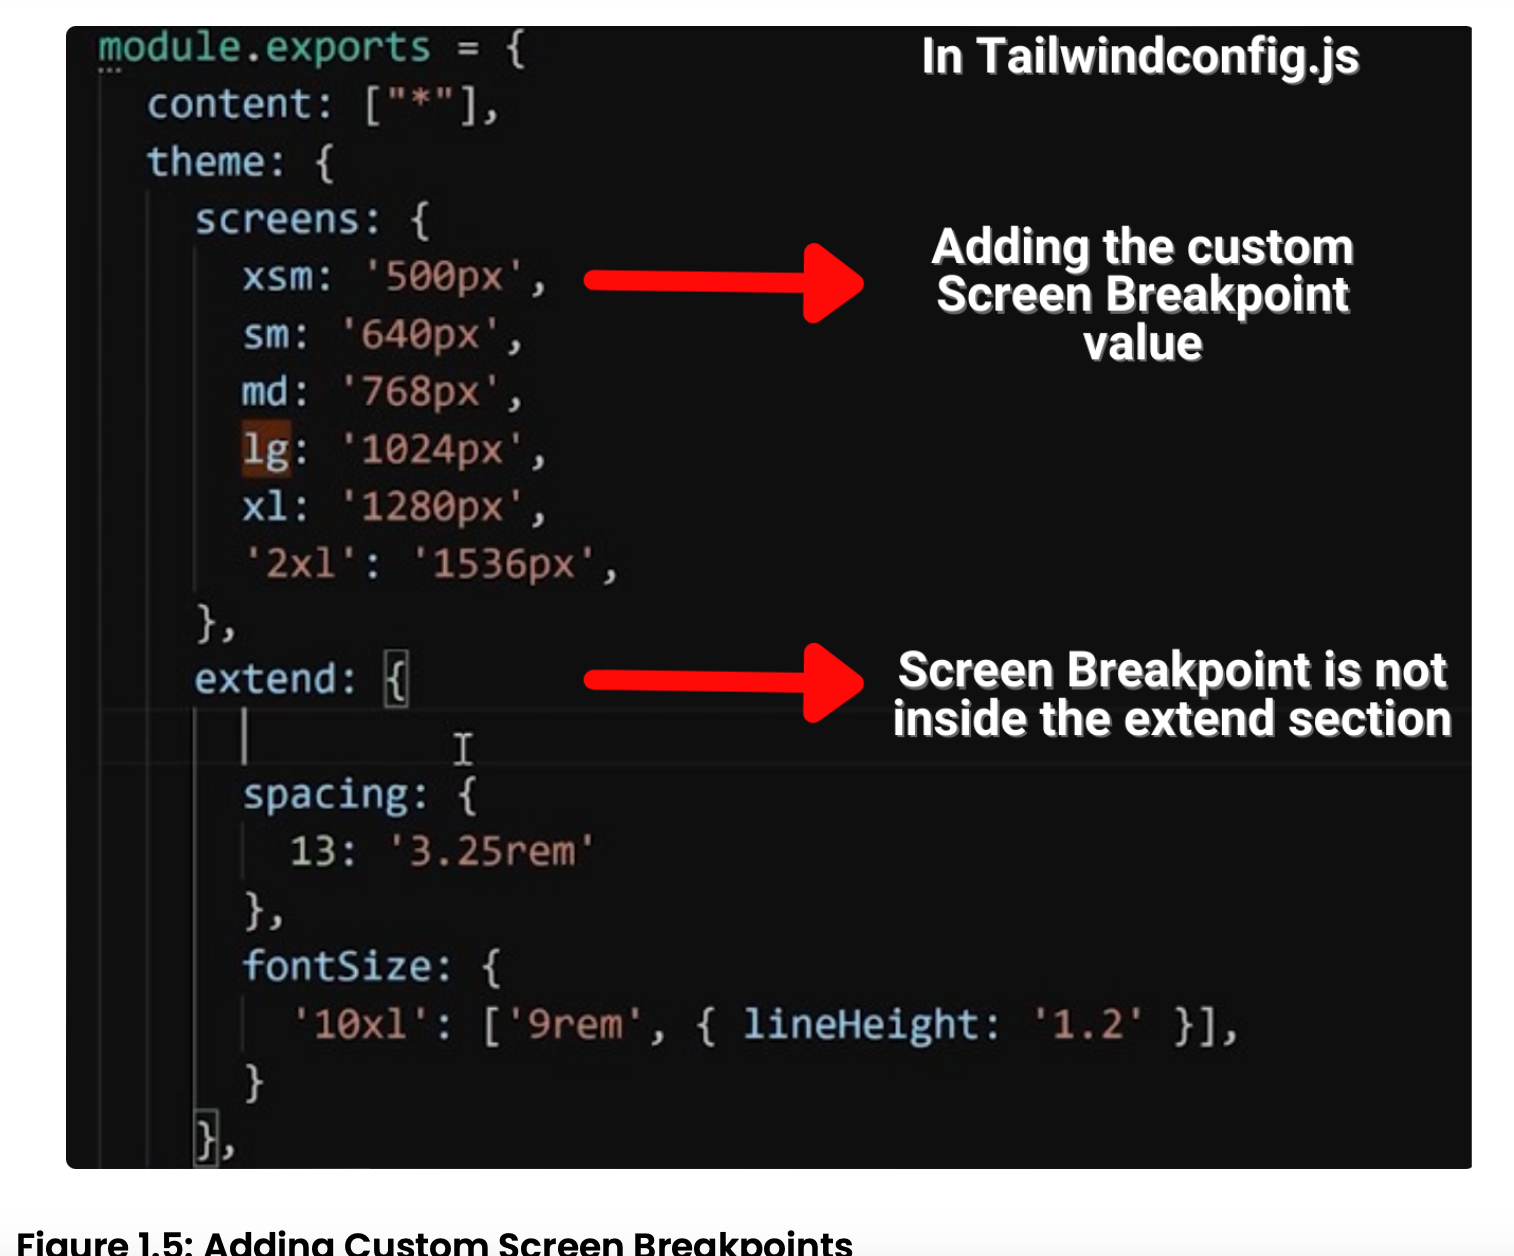 module.exports = {
In Tailwindconfig.js
content: ["*"],
theme: {
screens: {
xsm: '500px',
Adding the custom
Screen Breakpoint
value
sm: '640px',
md: '768px',
lg: '1024px',
xl: '1280px',
'2xl': '1536px',
},
extend: {
Screen Breakpoint is not
inside the extend section
spacing: {
13: '3.25rem'
},
fontSize: {
'10xl': ['9rem', { lineHeight: '1.2' }],
}
},
Figure 1.5: Adding Custom Screen Breakpoints